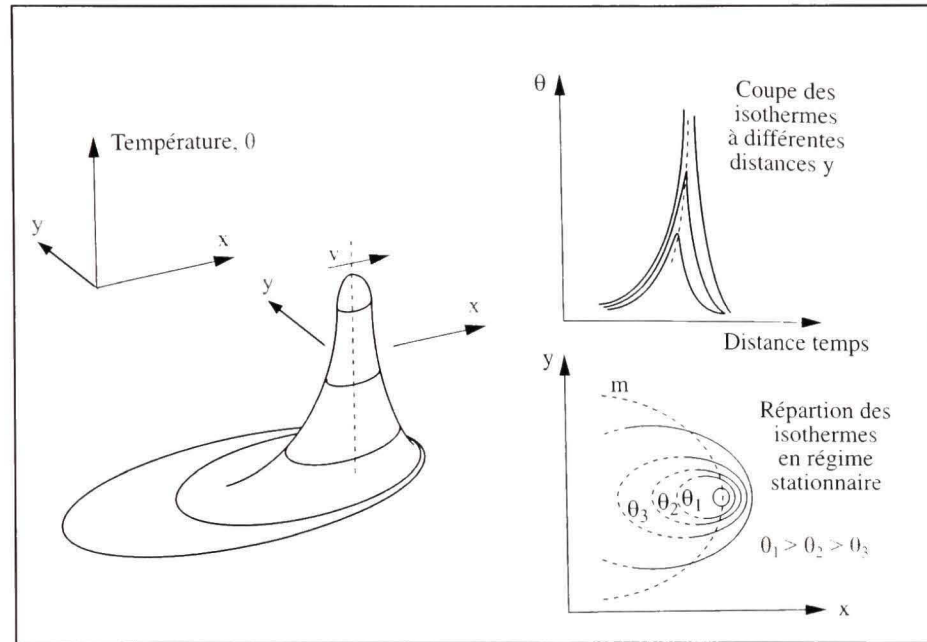 Température, θ
y
x
v
y
x
θ
Coupe des
isothermes
à différentes
distances y
Distance temps
y
m
Répartion des
isothermes
en régime
stationnaire
θ3 θ2 θ1
θ1 > θ2 > θ3
x